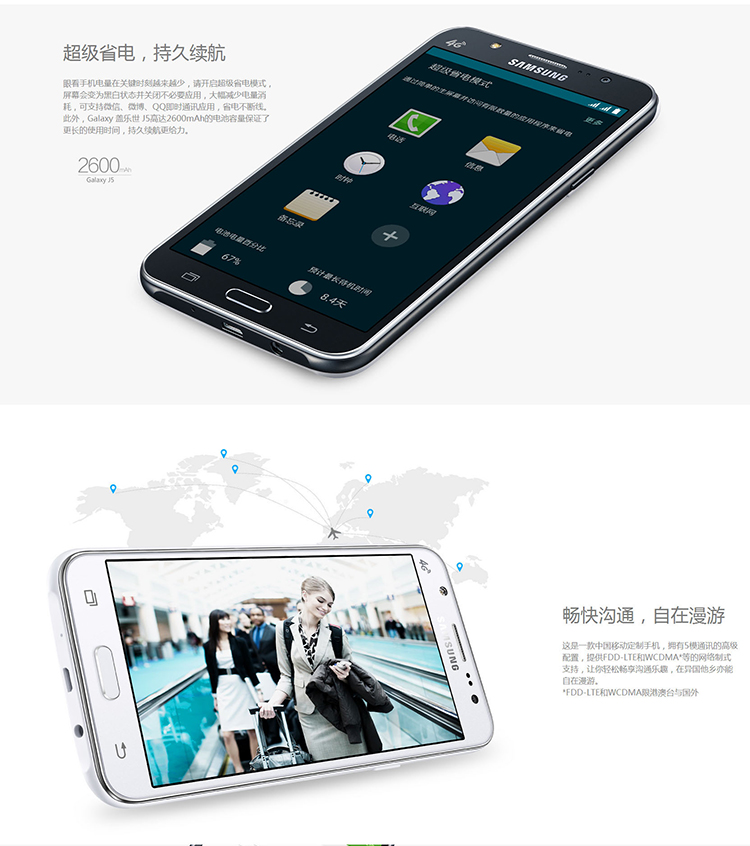 超级省电，持久续航
眼看手机电量在关键时刻越来越少，请开启超级省电模式，
屏幕会变为黑白状态并关闭不必要应用，大幅减少电量消
耗，可支持微信、微博、QQ即时通讯应用，省电不断线。
此外，Galaxy 盖乐世 J5高达2600mAh的电池容量保证了
更长的使用时间，持久续航更给力。
2600mAh
Galaxy J5
4G
SAMSUNG
超级省电模式
更多
通过简单的主屏幕并访问有限数量的应用程序来省电
电话
信息
时钟
互联网
备忘录
电池电量百分比
67%
预计最长待机时间
8.4天
4G
SAMSUNG
畅快沟通，自在漫游
这是一款中国移动定制手机，拥有5模通讯的高级
配置，提供FDD-LTE和WCDMA*等的网络制式
支持，让你轻松畅享沟通乐趣，在异国他乡亦能
自在漫游。
*FDD-LTE和WCDMA限港澳台与国外